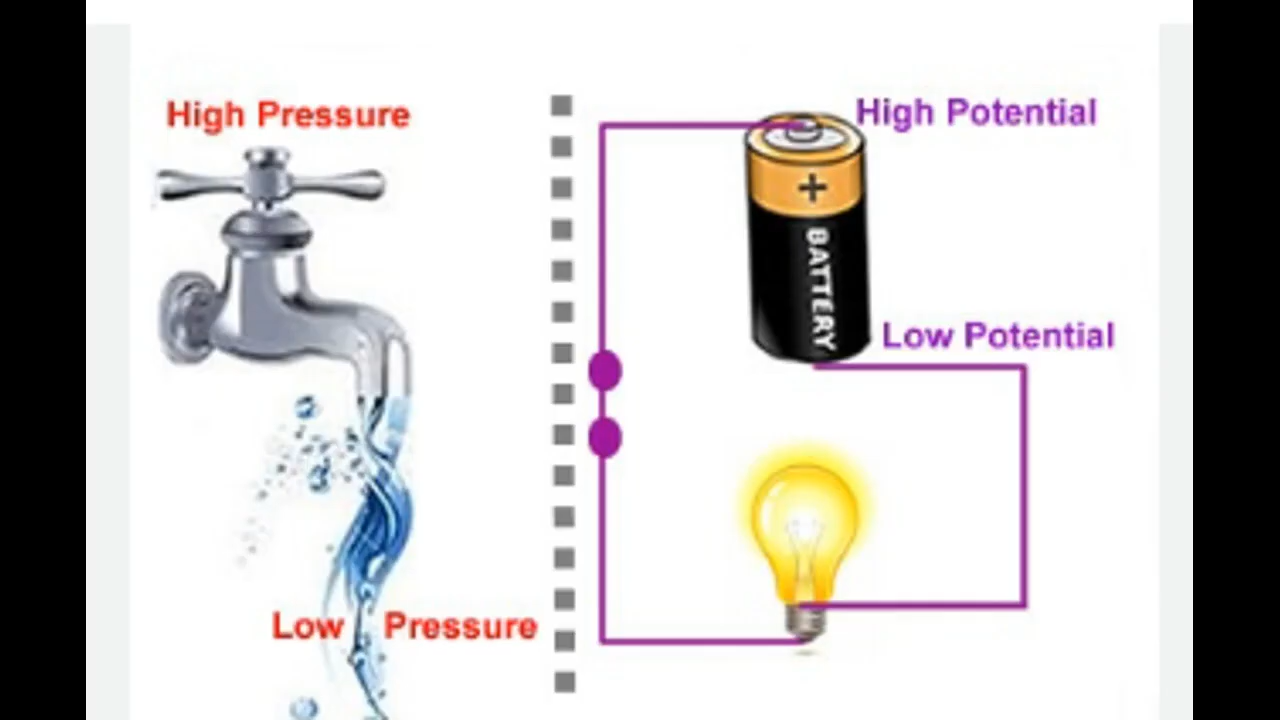 High Pressure
Low Pressure
High Potential
+
BATTERY
Low Potential